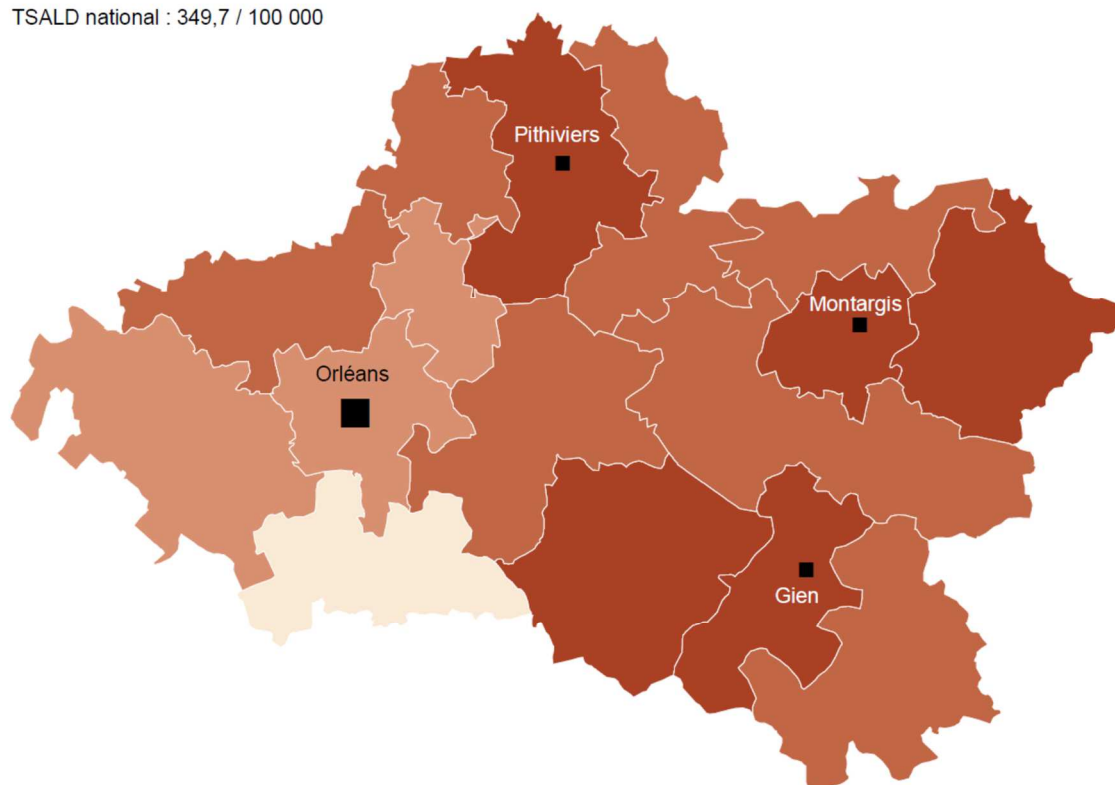 TSALD national : 349,7 / 100 000
Pithiviers
Montargis
Orléans
Gien